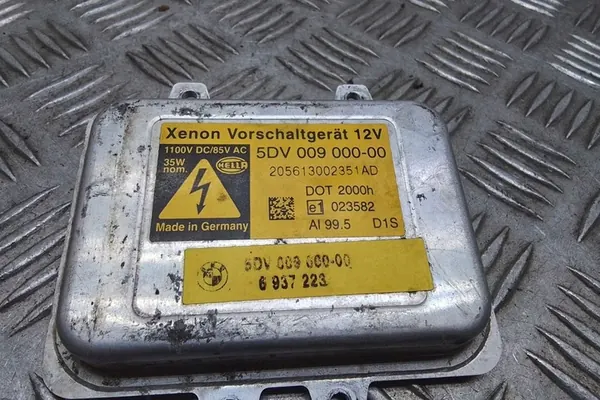 Xenon Vorschaltgerät 12V
1100V DC/85V AC
35W
nom.
HELLA
5DV 009 000-00
205613002351AD
DOT 2000h
e1 023582
AI 99.5 D1S
Made in Germany
5DV 009 000-00
6 937 223